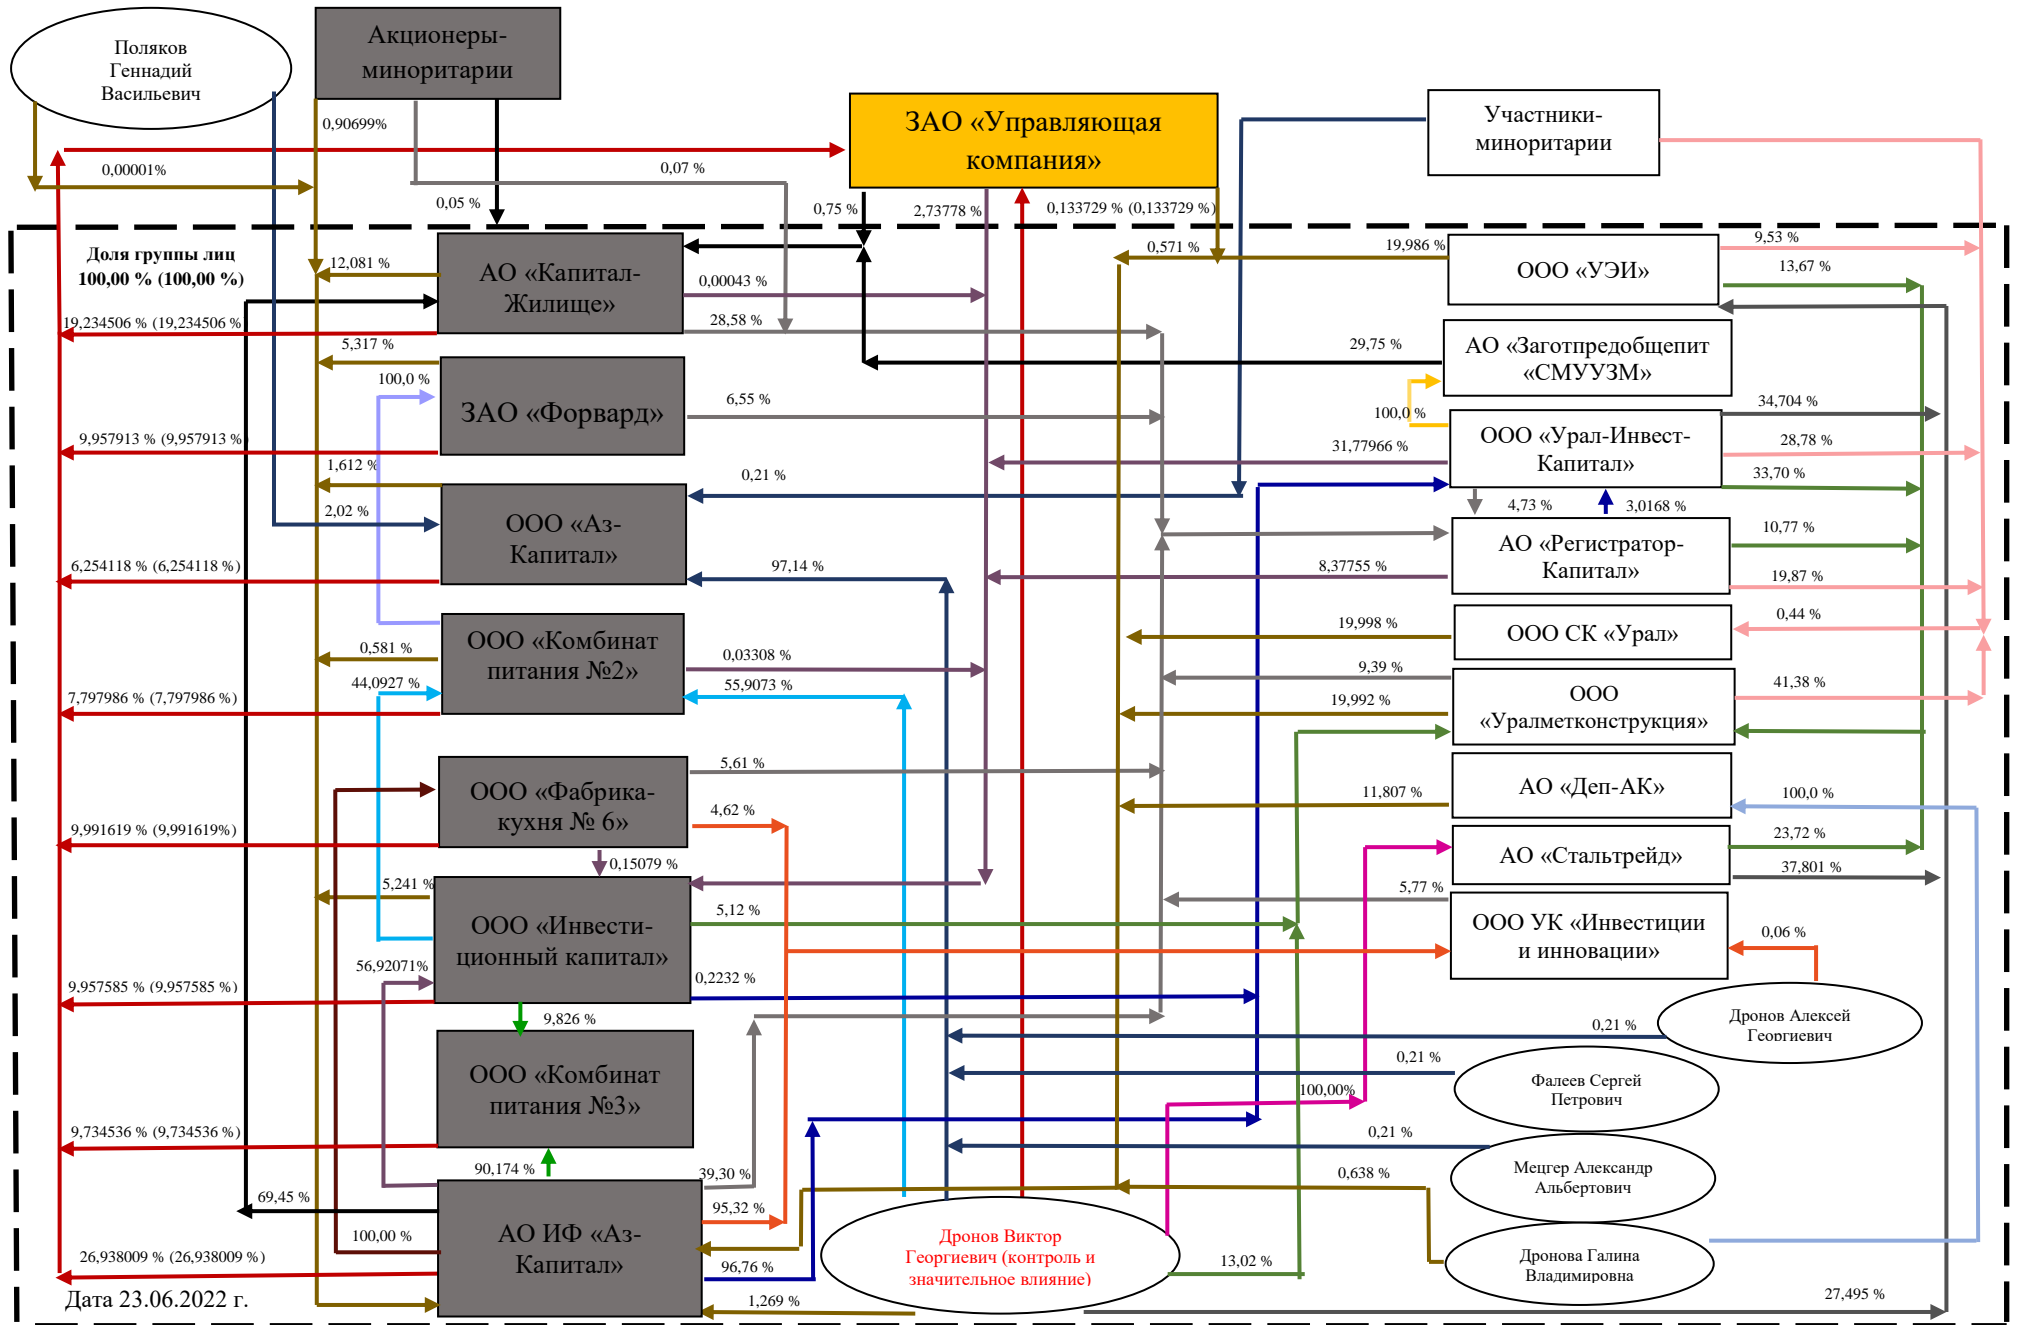 Поляков
Геннадий
Васильевич
Акционеры-
миноритарии
ЗАО «Управляющая
компания»
Участники-
миноритарии
0,90699%
0,00001%
0,07 %
0,05 %
0,75 %
2,73778 %
0,133729 % (0,133729 %)
Доля группы лиц
100,00 % (100,00 %)
12,081 %
АО «Капитал-
Жилище»
0,00043 %
28,58 %
19,234506 % (19,234506 %
0,571 %
19,986 %
ООО «УЭИ»
9,53 %
13,67 %
5,317 %
100,0 %
ЗАО «Форвард»
6,55 %
9,957913 % (9,957913 %)
29,75 %
АО «Заготпредобщепит
«СМУУЗМ»
100,0 %
31,77966 %
ООО «Урал-Инвест-
Капитал»
34,704 %
28,78 %
33,70 %
1,612 %
2,02 %
ООО «Аз-
Капитал»
0,21 %
97,14 %
6,254118 % (6,254118 %)
4,73 %
3,0168 %
8,37755 %
АО «Регистратор-
Капитал»
10,77 %
19,87 %
0,581 %
44,0927 %
ООО «Комбинат
питания №2»
0,03308 %
55,9073
7,797986 % (7,797986 %)
19,998 %
ООО СК «Урал»
0,44 %
9,39 %
19,992 %
ООО
«Уралметконструкция»
41,38 %
ООО «Фабрика-
кухня № 6»
5,61 %
4,62 %
9,991619 % (9,991619%)
0,15079 %
11,807 %
АО «Деп-АК»
100,0 %
АО «Стальтрейд»
23,72 %
37,801 %
5,241 %
ООО «Инвести-
ционный капитал»
5,12 %
0,2232 %
56,92071%
9,957585 % (9,957585 %)
5,77 %
ООО УК «Инвестиции
и инновации»
0,06 %
9,826 %
ООО «Комбинат
питания №3»
9,734536 % (9,734536 %)
90,174 %
0,21 %
Дронов Алексей
Георгиевич
0,21 %
Фалеев Сергей
Петрович
100,00%
0,21 %
Мецгер Александр
Альбертович
69,45 %
100,00 %
АО ИФ «Аз-
Капитал»
39,30 %
95,32 %
96,76 %
1,269 %
26,938009 % (26,938009 %)
Дата 23.06.2022 г.
Дронов Виктор
Георгиевич (контроль и
значительное влияние)
13,02 %
0,638 %
Дронова Галина
Владимировна
27,495 %